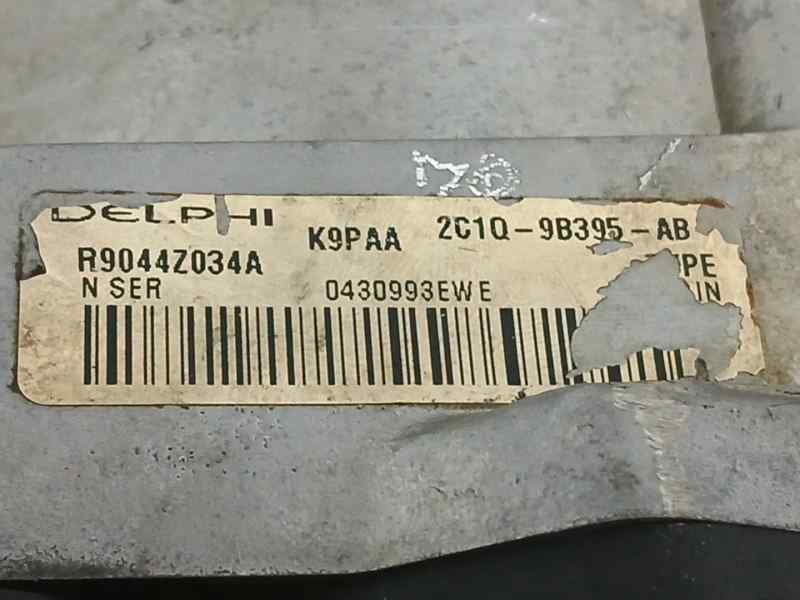 DELPHI K9PAA 2C1Q-9B395-AB
R9044Z034A
N SER 0430993EWE